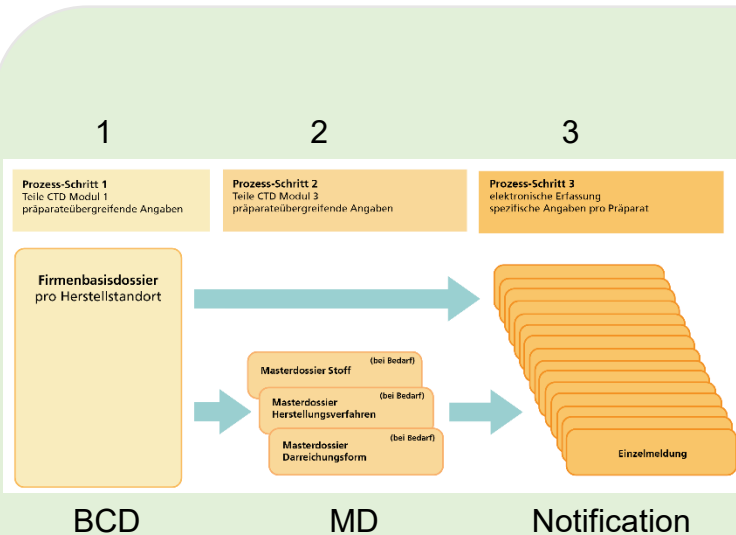 1
2
3
Prozess-Schritt 1
Teile CTD Modul 1
präparateübergreifende Angaben
Prozess-Schritt 2
Teile CTD Modul 3
präparateübergreifende Angaben
Prozess-Schritt 3
elektronische Erfassung
spezifische Angaben pro Präparat
Firmenbasisdossier
pro Herstellstandort
(bei Bedarf)
Masterdossier Stoff
(bei Bedarf)
Masterdossier
Herstellungsverfahren
(bei Bedarf)
Masterdossier
Darreichungsform
Einzelmeldung
BCD
MD
Notification